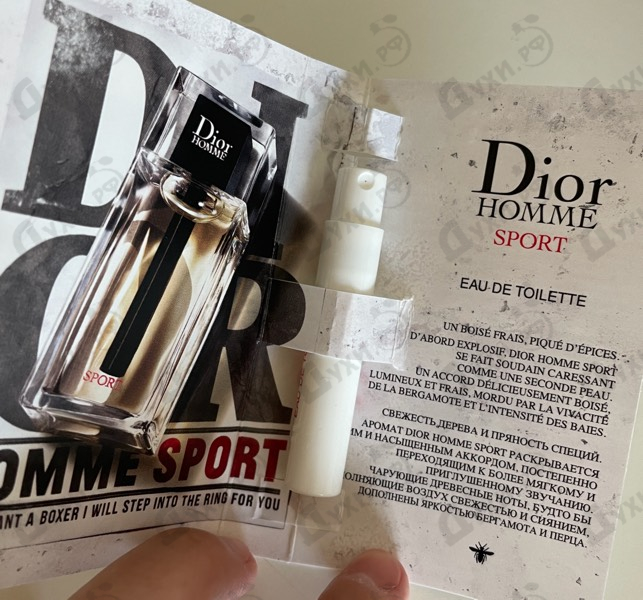 DIOR
Dior
HOMME
SPORT
OMME SPORT
ANT A BOXER I WILL STEP INTO THE RING FOR YOU
Dior
HOMME
SPORT
EAU DE TOILETTE
UN BOISÉ FRAIS, PIQUÉ D'ÉPICES.
D'ABORD EXPLOSIF, DIOR HOMME SPORT
SE FAIT SOUDAIN CARESSANT
COMME UNE SECONDE PEAU.
UN ACCORD DÉLICIEUSEMENT BOISÉ,
LUMINEUX ET FRAIS, MORDU PAR LA VIVACITÉ
DE LA BERGAMOTE ET L'INTENSITÉ DES BAIES.
СВЕЖЕСТЬ ДЕРЕВА И ПРЯНОСТЬ СПЕЦИЙ.
АРОМАТ DIOR HOMME SPORT РАСКРЫВАЕТСЯ
М И НАСЫЩЕННЫМ АККОРДОМ, ПОСТЕПЕННО
ПЕРЕХОДЯЩИМ К БОЛЕЕ МЯГКОМУ И
ПРИГЛУШЕННОМУ ЗВУЧАНИЮ.
ЧАРУЮЩИЕ ДРЕВЕСНЫЕ НОТЫ, БУДТО БЫ
ОЛНЯЮЩИЕ ВОЗДУХ СВЕЖЕСТЬЮ И СИЯНИЕМ,
ДОПОЛНЕНЫ ЯРКОСТЬЮ БЕРГАМОТА И ПЕРЦА.
Духи.РФ